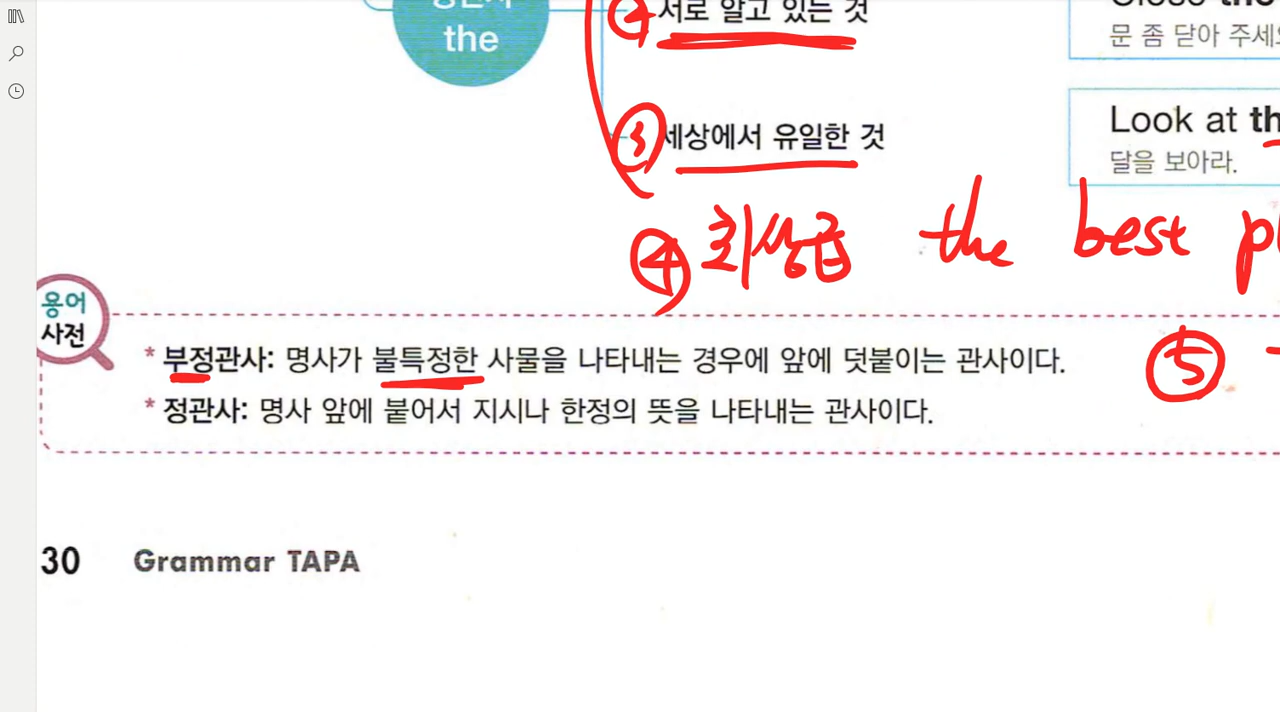 the
② 서로 알고 있는 것
문 좀 닫아 주세요
③ 세상에서 유일한 것
Look at th
달을 보아라.
④ 최상급 the best pl
용어
사전
* 부정관사: 명사가 불특정한 사물을 나타내는 경우에 앞에 덧붙이는 관사이다.
⑤
* 정관사: 명사 앞에 붙어서 지시나 한정의 뜻을 나타내는 관사이다.
30 Grammar TAPA